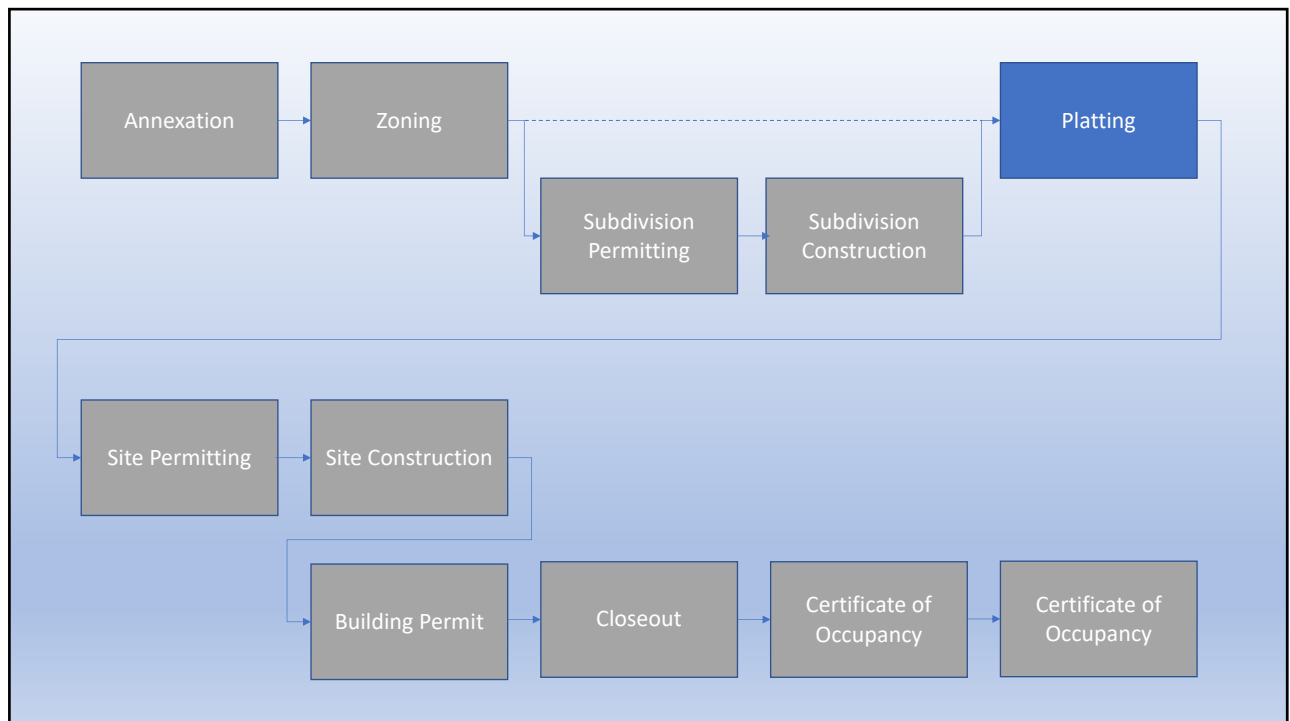 Annexation
Zoning
Platting
Subdivision
Permitting
Subdivision
Construction
Site Permitting
Site Construction
Building Permit
Closeout
Certificate of
Occupancy
Certificate of
Occupancy